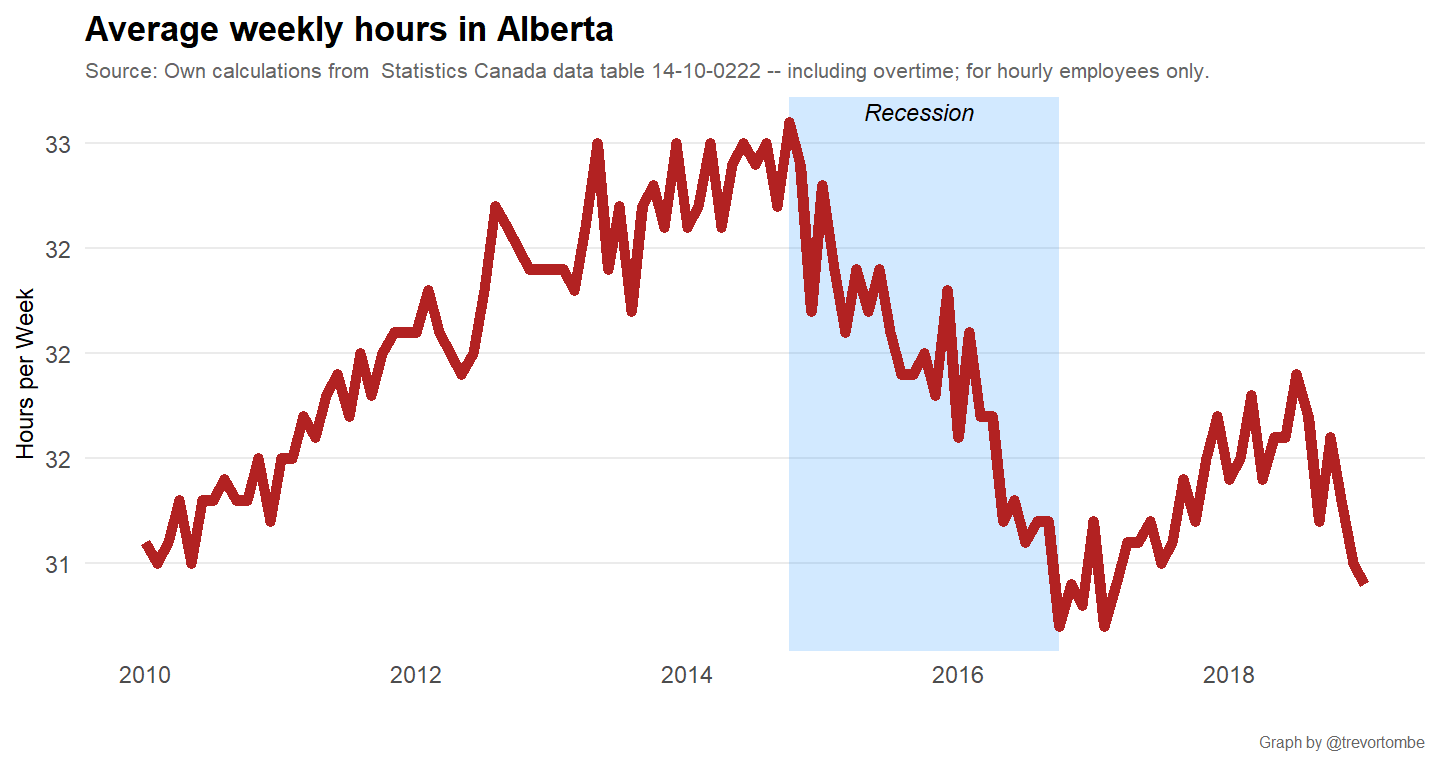 Average weekly hours in Alberta
Source: Own calculations from  Statistics Canada data table 14-10-0222 -- including overtime; for hourly employees only.
Recession
33
32
32
32
31
Hours per Week
2010 2012 2014 2016 2018
Graph by @trevortombe